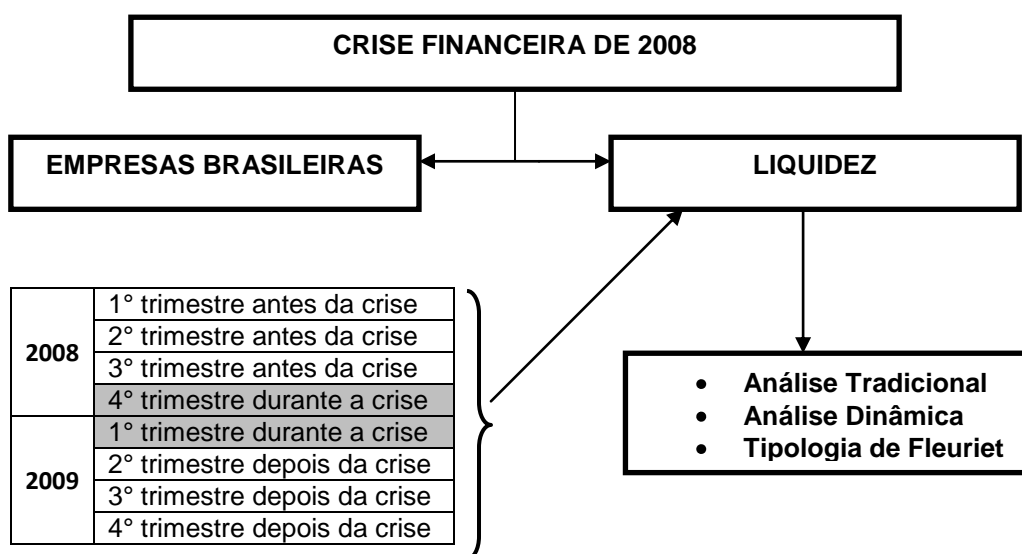 CRISE FINANCEIRA DE 2008
EMPRESAS BRASILEIRAS
LIQUIDEZ
2008
1° trimestre antes da crise
2° trimestre antes da crise
3° trimestre antes da crise
4° trimestre durante a crise
2009
1° trimestre durante a crise
2° trimestre depois da crise
3° trimestre depois da crise
4° trimestre depois da crise
• Análise Tradicional
• Análise Dinâmica
• Tipologia de Fleuriet